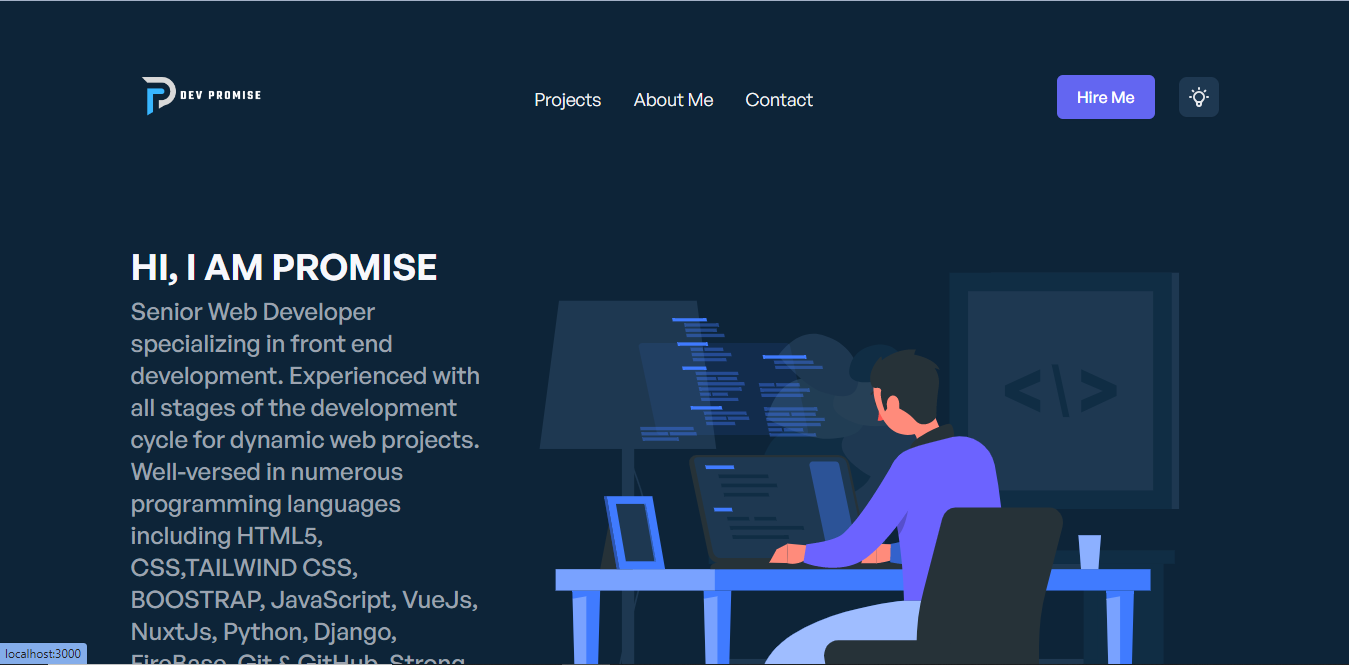 DEV PROMISE
Projects
About Me
Contact
Hire Me
HI, I AM PROMISE
Senior Web Developer
specializing in front end
development. Experienced with
all stages of the development
cycle for dynamic web projects.
Well-versed in numerous
programming languages
including HTML5,
CSS,TAILWIND CSS,
BOOSTRAP, JavaScript, VueJs,
NuxtJs, Python, Django,
FireBase, Git & GitHub, Strong
<\>
localhost:3000